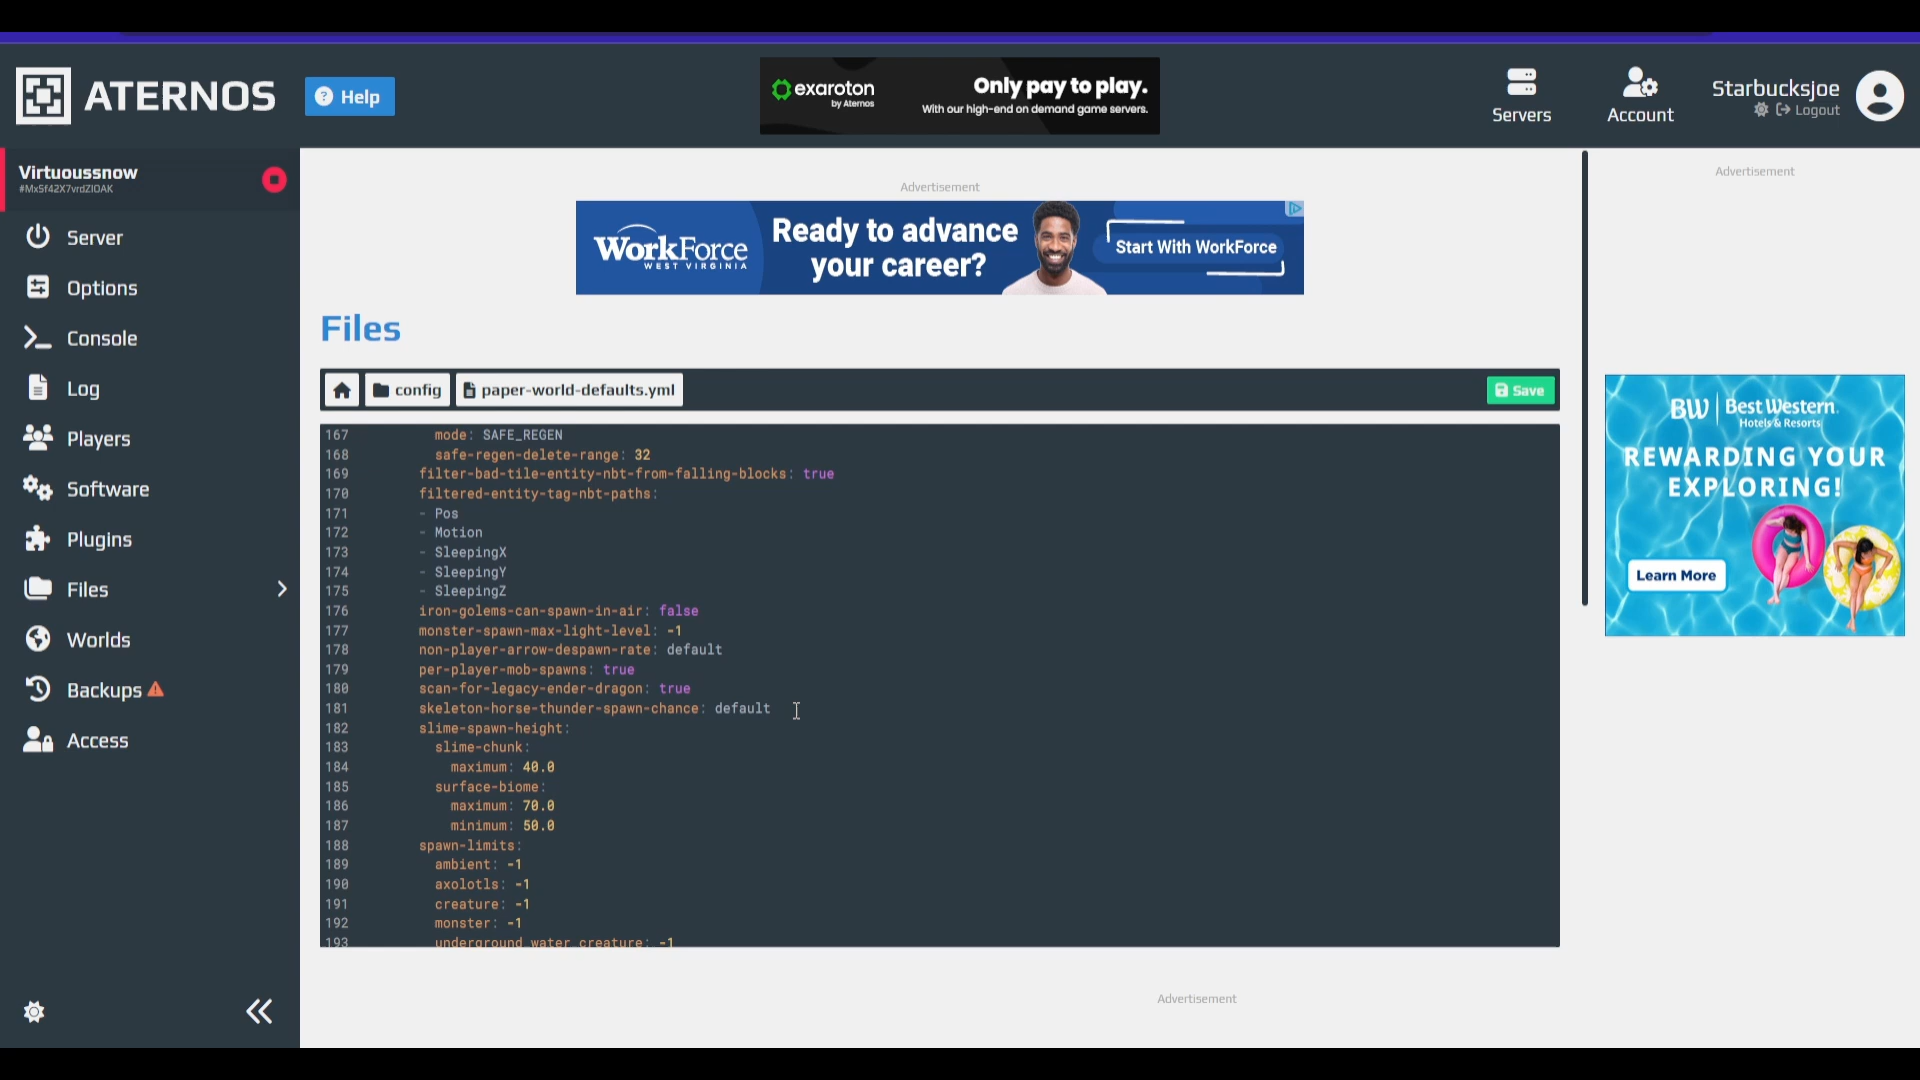 ATERNOS
Help
exaroton
by Aternos
Only pay to play.
With our high-end on demand game servers.
Servers
Account
Starbucksjoe
Logout
Virtuoussnow
#MxSf42X7vrdZIOAK
Server
Options
Console
Log
Players
Software
Plugins
Files
Worlds
Backups
Access
Advertisement
WORKFORCE
WEST VIRGINIA
Ready to advance
your career?
Start With WorkForce
Files
config
paper-world-defaults.yml
Save
167 mode: SAFE_REGEN
168 safe-regen-delete-range: 32
169 filter-bad-tile-entity-nbt-from-falling-blocks: true
170 filtered-entity-tag-nbt-paths:
171 - Pos
172 - Motion
173 - SleepingX
174 - SleepingY
175 - SleepingZ
176 iron-golems-can-spawn-in-air: false
177 monster-spawn-max-light-level: -1
178 non-player-arrow-despawn-rate: default
179 per-player-mob-spawns: true
180 scan-for-legacy-ender-dragon: true
181 skeleton-horse-thunder-spawn-chance: default
182 slime-spawn-height:
183 slime-chunk:
184 maximum: 40.0
185 surface-biome:
186 maximum: 70.0
187 minimum: 50.0
188 spawn-limits:
189 ambient: -1
190 axolotls: -1
191 creature: -1
192 monster: -1
193 underground_water_creature: -1
Advertisement
Advertisement
BW Best Western.
Hotels & Resorts
REWARDING YOUR
EXPLORING!
Learn More